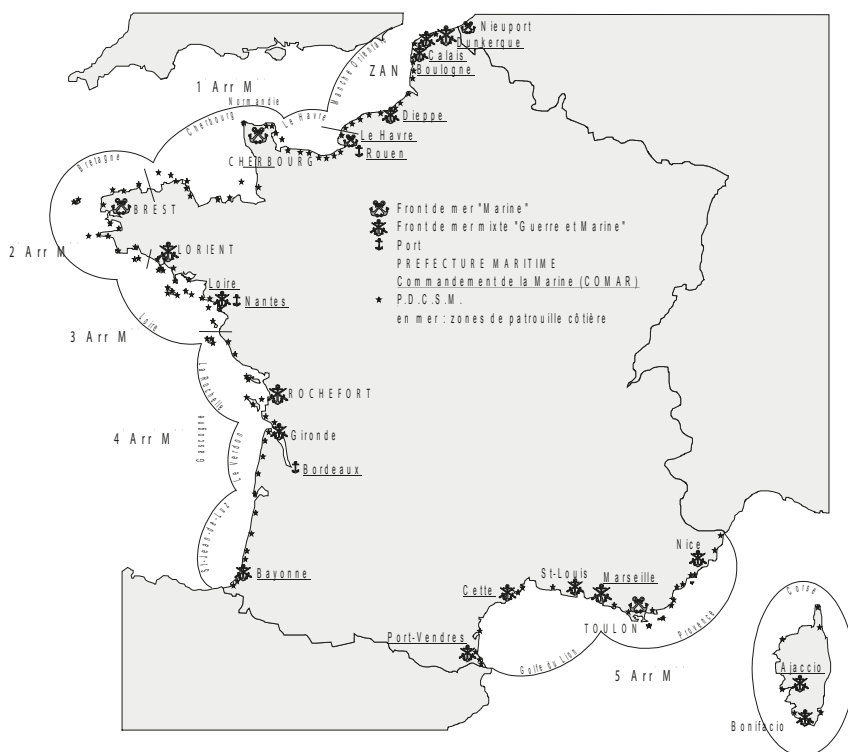 Nieuport
Dunkerque
Calais
Boulogne
ZAN
Manche Orientale
1 Arr M
Normandie
Cherbourg
Le Havre
Dieppe
Le Havre
Rouen
CHERBOURG
Bretagne
BREST
2 Arr M
LORIENT
Loire
Nantes
Loire
3 Arr M
La Rochelle
ROCHEFORT
4 Arr M
Gascogne
Gironde
Le Verdon
Bordeaux
St-Jean-de-Luz
Bayonne
Front de mer "Marine"
Front de mer mixte "Guerre et Marine"
Port
PREFECTURE MARITIME
Commandement de la Marine (COMAR)
P.D.C.S.M.
en mer : zones de patrouille côtière
Nice
St-Louis
Marseille
Cette
TOULON
Provence
Port-Vendres
Golfe du Lion
5 Arr M
Corse
Ajaccio
Bonifacio